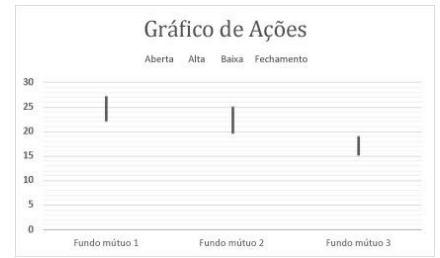 Gráfico de Ações
Aberta Alta Baixa Fechamento
30
25
20
15
10
5
0
Fundo mútuo 1 Fundo mútuo 2 Fundo mútuo 3